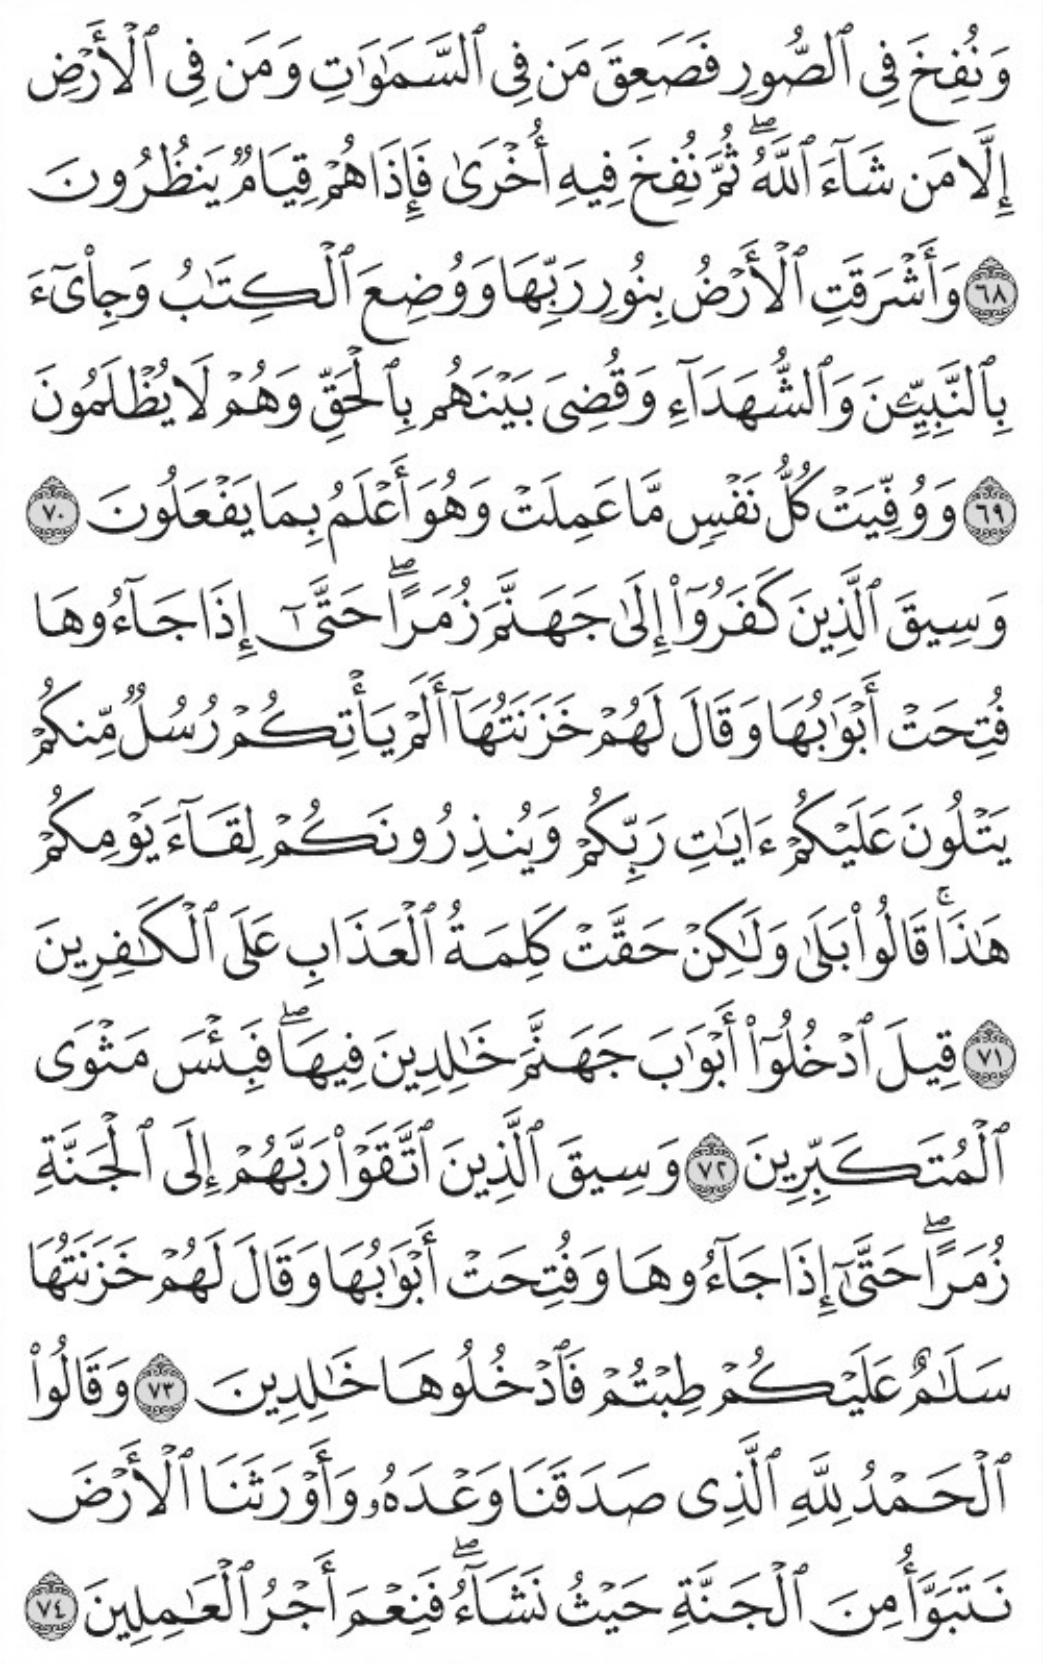 وَنُفِخَ فِى ٱلصُّورِ فَصَعِقَ مَن فِى ٱلسَّمَٰوَٰتِ وَمَن فِى ٱلْأَرْضِ
إِلَّا مَن شَآءَ ٱللَّهُ ۖ ثُمَّ نُفِخَ فِيهِ أُخْرَىٰ فَإِذَا هُمْ قِيَامٌ يَنظُرُونَ
٦٨ وَأَشْرَقَتِ ٱلْأَرْضُ بِنُورِ رَبِّهَا وَوُضِعَ ٱلْكِتَٰبُ وَجِا۟ىٓءَ
بِٱلنَّبِيِّۦنَ وَٱلشُّهَدَآءِ وَقُضِىَ بَيْنَهُم بِٱلْحَقِّ وَهُمْ لَا يُظْلَمُونَ
٦٩ وَوُفِّيَتْ كُلُّ نَفْسٍ مَّا عَمِلَتْ وَهُوَ أَعْلَمُ بِمَا يَفْعَلُونَ ٧٠
وَسِيقَ ٱلَّذِينَ كَفَرُوٓا۟ إِلَىٰ جَهَنَّمَ زُمَرًا ۖ حَتَّىٰٓ إِذَا جَآءُوهَا
فُتِحَتْ أَبْوَٰبُهَا وَقَالَ لَهُمْ خَزَنَتُهَآ أَلَمْ يَأْتِكُمْ رُسُلٌ مِّنكُمْ
يَتْلُونَ عَلَيْكُمْ ءَايَٰتِ رَبِّكُمْ وَيُنذِرُونَكُمْ لِقَآءَ يَوْمِكُمْ
هَٰذَا ۚ قَالُوا۟ بَلَىٰ وَلَٰكِنْ حَقَّتْ كَلِمَةُ ٱلْعَذَابِ عَلَى ٱلْكَٰفِرِينَ
٧١ قِيلَ ٱدْخُلُوٓا۟ أَبْوَٰبَ جَهَنَّمَ خَٰلِدِينَ فِيهَا ۖ فَبِئْسَ مَثْوَى
ٱلْمُتَكَبِّرِينَ ٧٢ وَسِيقَ ٱلَّذِينَ ٱتَّقَوْا۟ رَبَّهُمْ إِلَى ٱلْجَنَّةِ
زُمَرًا ۖ حَتَّىٰٓ إِذَا جَآءُوهَا وَفُتِحَتْ أَبْوَٰبُهَا وَقَالَ لَهُمْ خَزَنَتُهَا
سَلَٰمٌ عَلَيْكُمْ طِبْتُمْ فَٱدْخُلُوهَا خَٰلِدِينَ ٧٣ وَقَالُوا۟
ٱلْحَمْدُ لِلَّهِ ٱلَّذِى صَدَقَنَا وَعْدَهُۥ وَأَوْرَثَنَا ٱلْأَرْضَ
نَتَبَوَّأُ مِنَ ٱلْجَنَّةِ حَيْثُ نَشَآءُ ۖ فَنِعْمَ أَجْرُ ٱلْعَٰمِلِينَ ٧٤